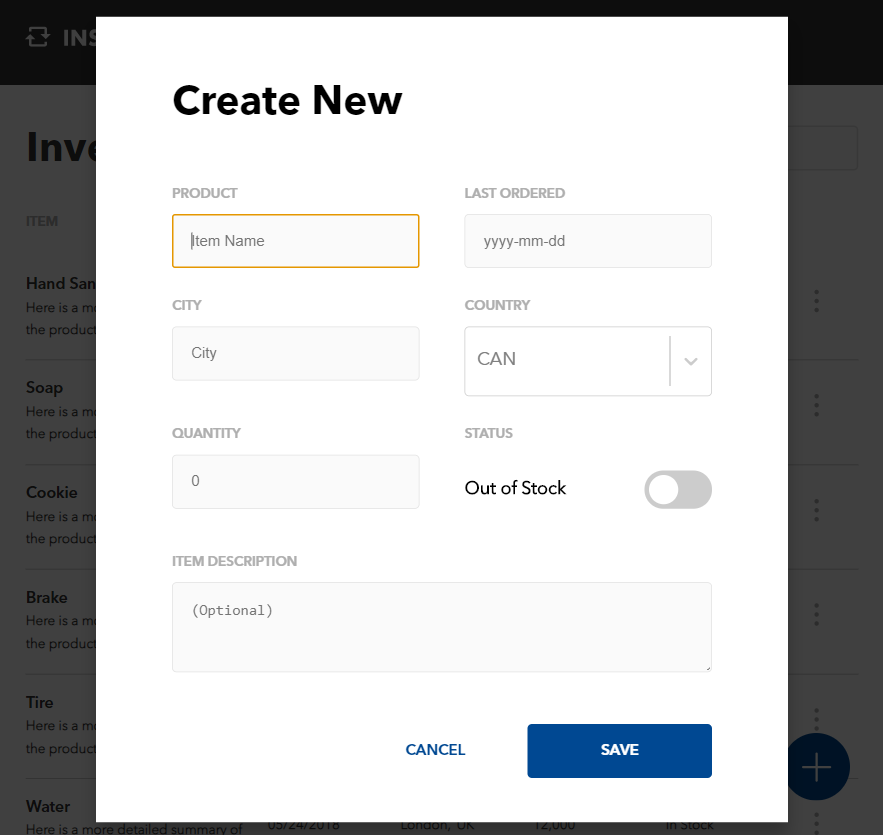 INS
Create New
Inve
PRODUCT LAST ORDERED
ITEM
Item Name yyyy-mm-dd
Hand San
Here is a mo
the product
CITY COUNTRY
City CAN
Soap
Here is a mo
the product
QUANTITY STATUS
0 Out of Stock
Cookie
Here is a mo
the product
ITEM DESCRIPTION
(Optional)
Brake
Here is a mo
the product
Tire
Here is a mo
the product
CANCEL SAVE
Water
Here is a more detailed summary of 05/24/2018 London, UK 12,000 In Stock